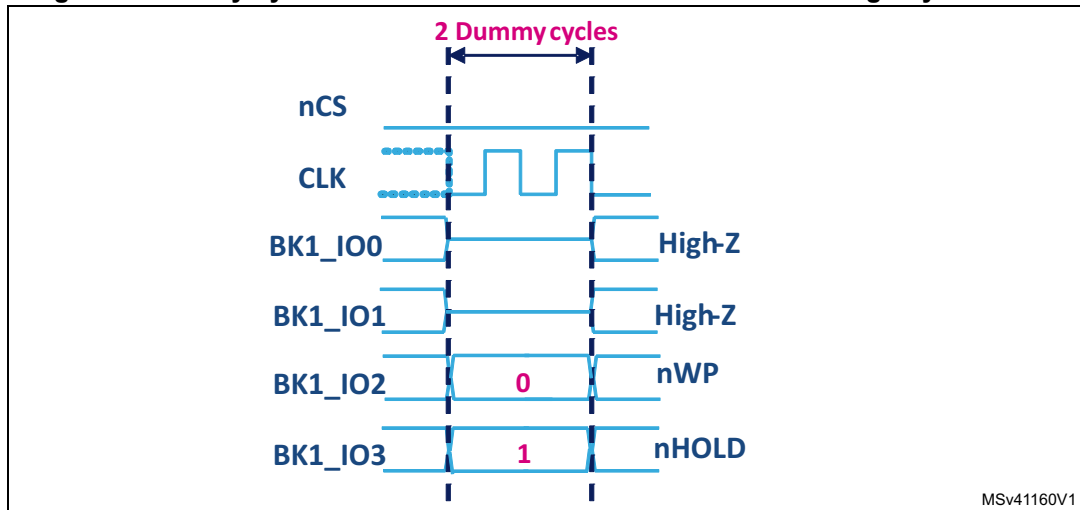 2 Dummy cycles
nCS
CLK
BK1_IO0 High-Z
BK1_IO1 High-Z
BK1_IO2 0 nWP
BK1_IO3 1 nHOLD
MSv41160V1